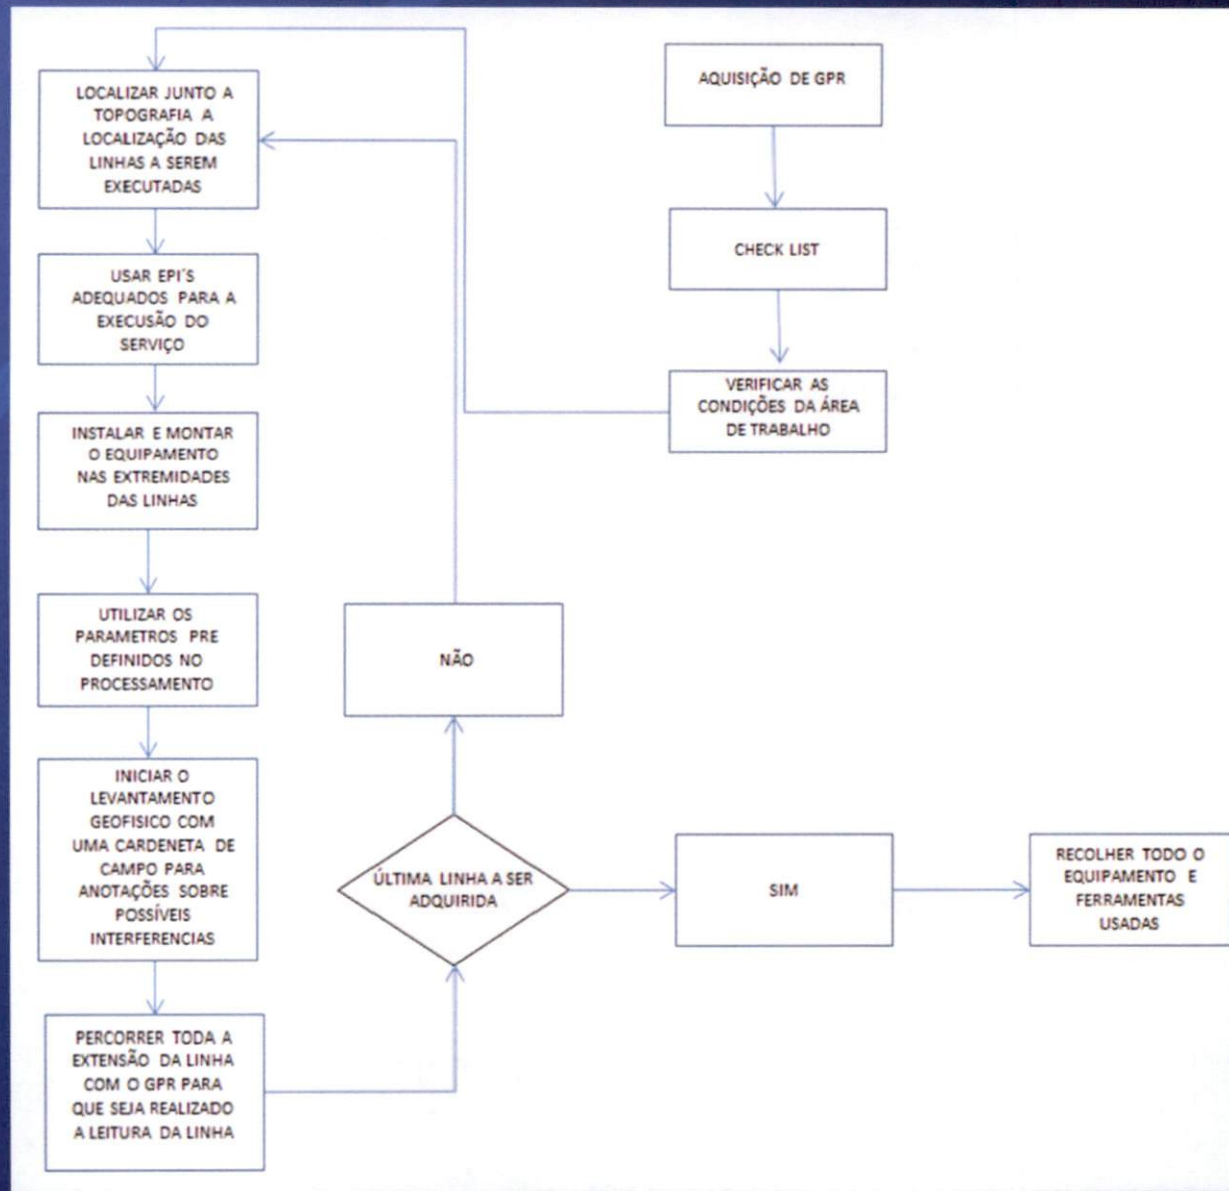 AQUISIÇÃO DE GPR
CHECK LIST
VERIFICAR AS
CONDIÇÕES DA ÁREA
DE TRABALHO
LOCALIZAR JUNTO A
TOPOGRAFIA A
LOCALIZAÇÃO DAS
LINHAS A SEREM
EXECUTADAS
USAR EPI´S
ADEQUADOS PARA A
EXECUSÃO DO
SERVIÇO
INSTALAR E MONTAR
O EQUIPAMENTO
NAS EXTREMIDADES
DAS LINHAS
UTILIZAR OS
PARAMETROS PRE
DEFINIDOS NO
PROCESSAMENTO
INICIAR O
LEVANTAMENTO
GEOFISICO COM
UMA CARDENETA DE
CAMPO PARA
ANOTAÇÕES SOBRE
POSSÍVEIS
INTERFERENCIAS
PERCORRER TODA A
EXTENSÃO DA LINHA
COM O GPR PARA
QUE SEJA REALIZADO
A LEITURA DA LINHA
ÚLTIMA LINHA A SER
ADQUIRIDA
NÃO
SIM
RECOLHER TODO O
EQUIPAMENTO E
FERRAMENTAS
USADAS